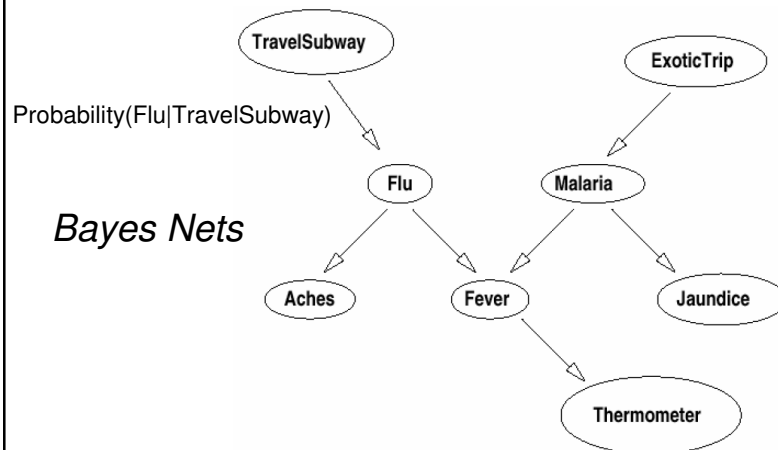 TravelSubway
ExoticTrip
Probability(Flu|TravelSubway)
Flu
Malaria
Bayes Nets
Aches
Fever
Jaundice
Thermometer